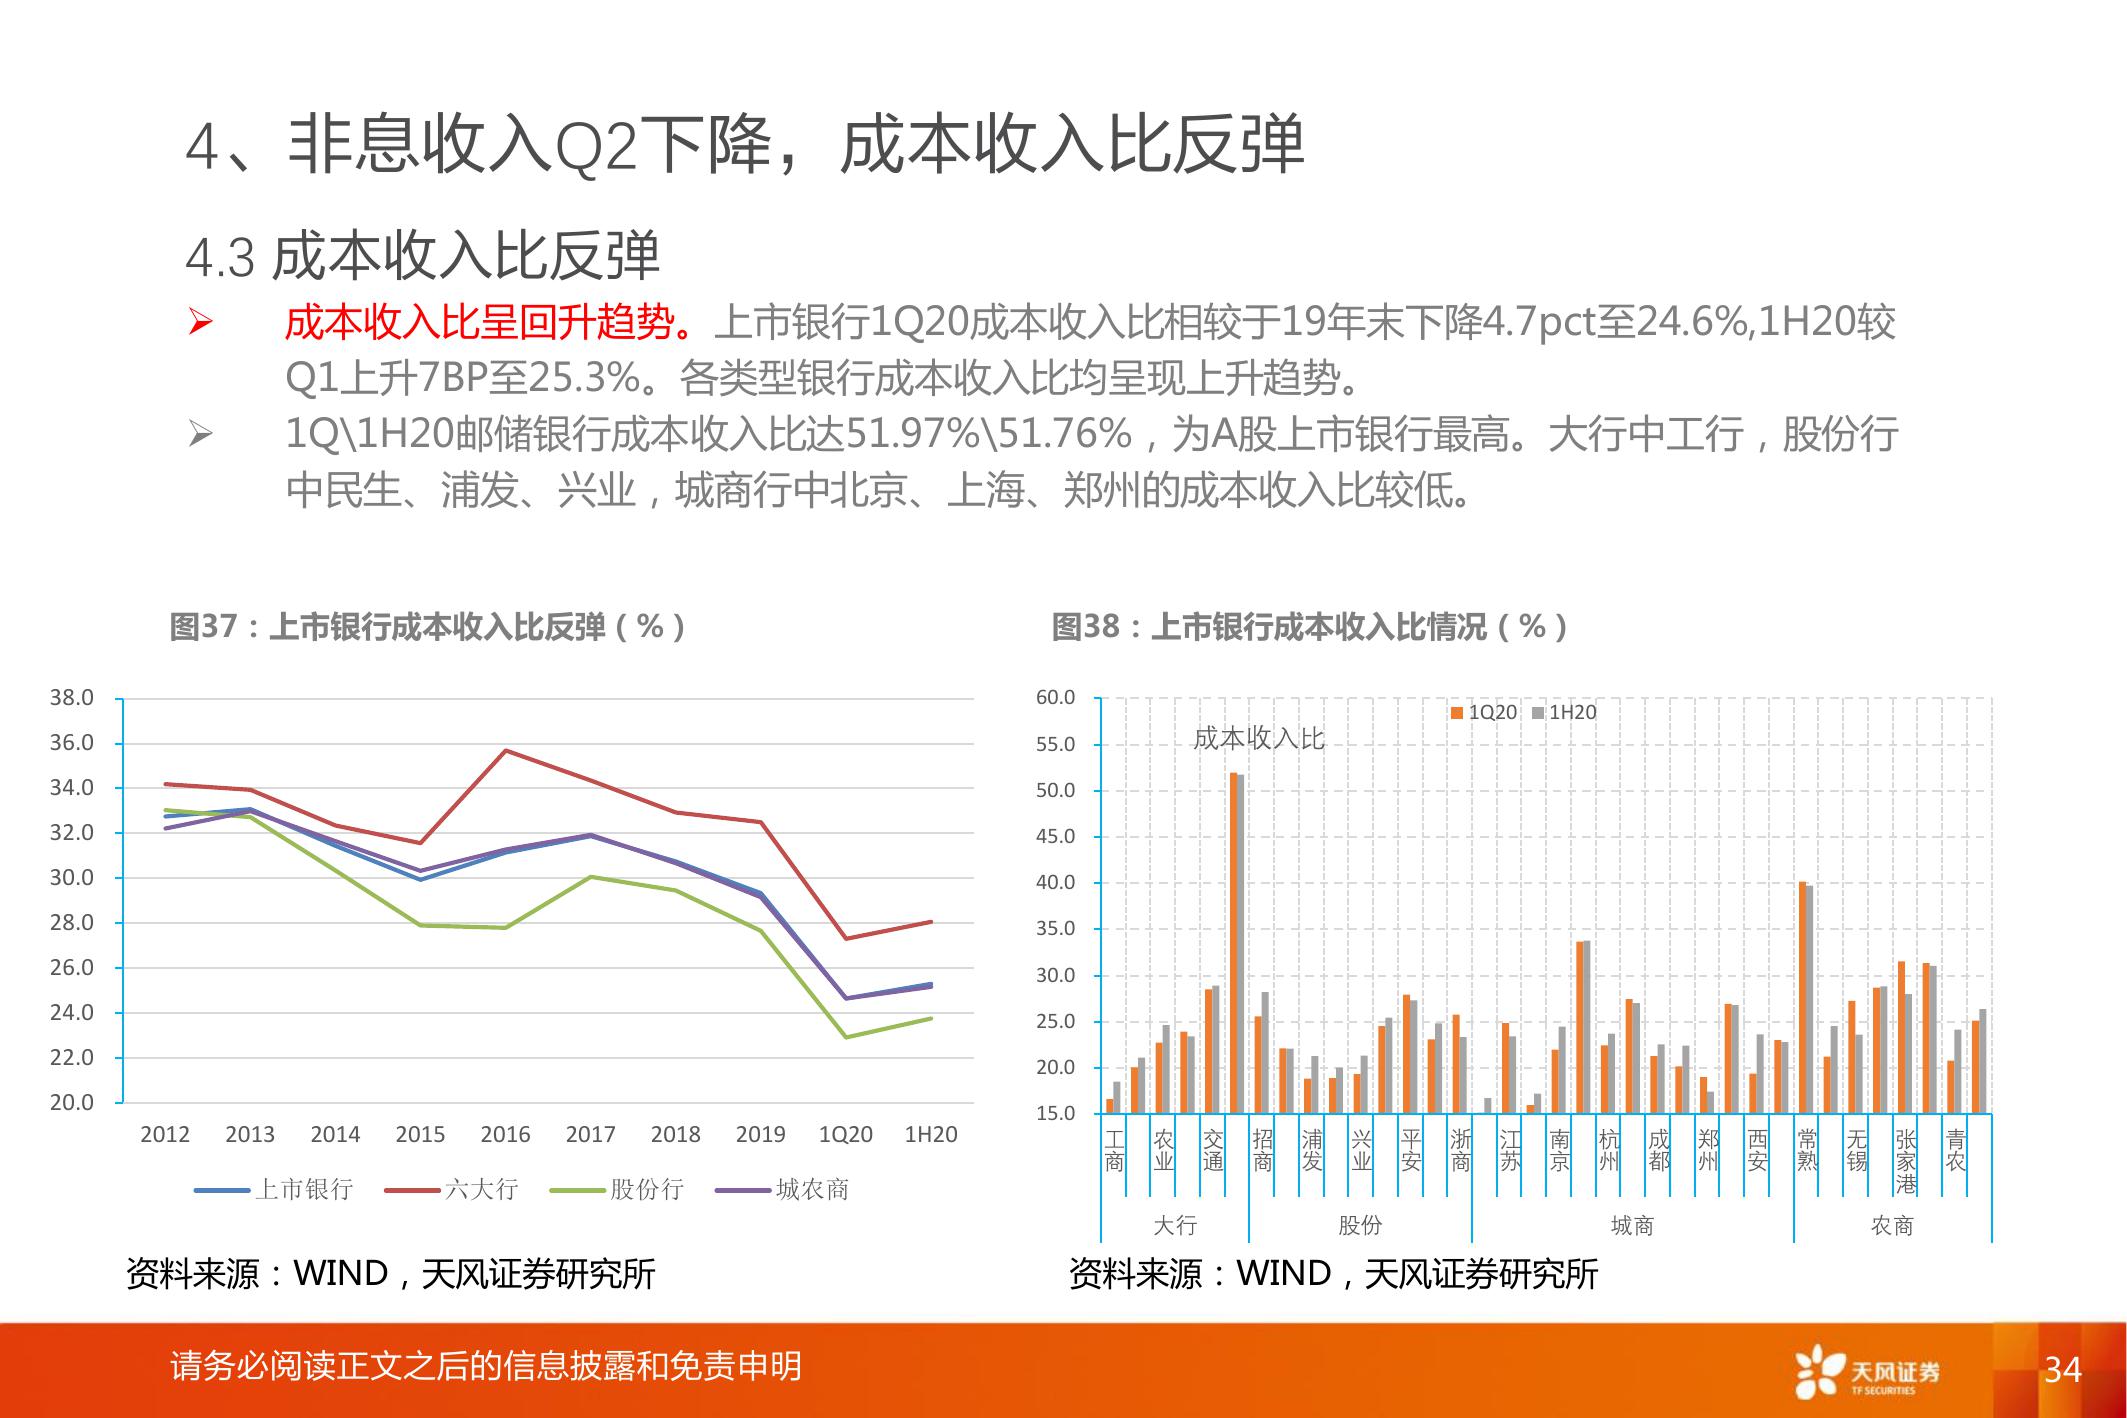 4、非息收入Q2下降，成本收入比反弹
4.3 成本收入比反弹
成本收入比呈回升趋势。上市银行1Q20成本收入比相较于19年末下降4.7pct至24.6%,1H20较
Q1上升7BP至25.3%。各类型银行成本收入比均呈现上升趋势。
1Q\1H20邮储银行成本收入比达51.97%\51.76%，为A股上市银行最高。大行中工行，股份行
中民生、浦发、兴业，城商行中北京、上海、郑州的成本收入比较低。
图37：上市银行成本收入比反弹（%）
38.0
36.0
34.0
32.0
30.0
28.0
26.0
24.0
22.0
20.0
2012 2013 2014 2015 2016 2017 2018 2019 1Q20 1H20
上市银行 六大行 股份行 城农商
资料来源：WIND，天风证券研究所
图38：上市银行成本收入比情况（%）
60.0
55.0
50.0
45.0
40.0
35.0
30.0
25.0
20.0
15.0
1Q20 1H20
成本收入比
工商 农业 交通 招商 浦发 兴业 平安 浙商 江苏 南京 杭州 成都 郑州 西安 常熟 无锡 张家港 青农
大行 股份 城商 农商
资料来源：WIND，天风证券研究所
请务必阅读正文之后的信息披露和免责申明
天风证券
TF SECURITIES
34